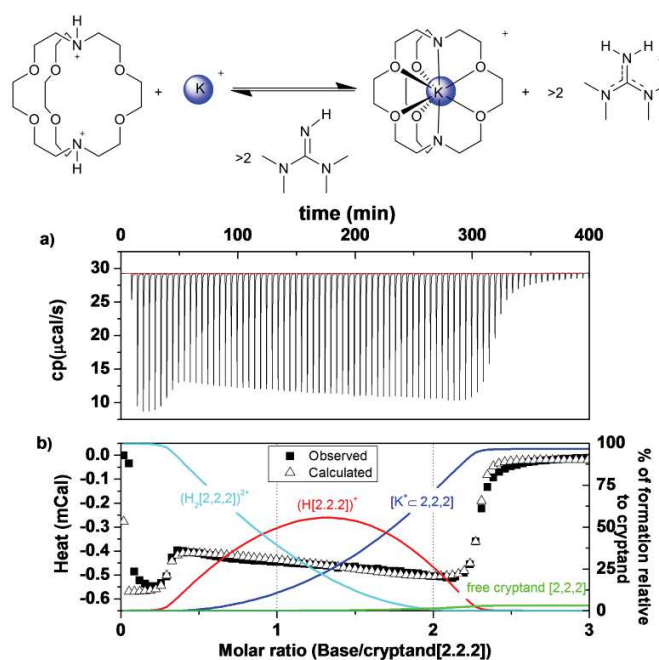 H
N
+
O O O O
O O
N
+
H
+
K
+
>2
N
H
N N
N
+
O O
O K O
O O
N
+
>2
H H
N
N N
time (min)
a)
0 100 200 300 400
30
25
20
15
10
cp(μcal/s)
b)
0.0
-0.1
-0.2
-0.3
-0.4
-0.5
-0.6
Heat (mCal)
Observed
Calculated
(H2[2,2,2])2+
(H[2.2.2])+
[K+⊂ 2,2,2]
free cryptand [2,2,2]
100
75
50
25
0
% of formation relative
to cryptand
0 1 2 3
Molar ratio (Base/cryptand[2.2.2])